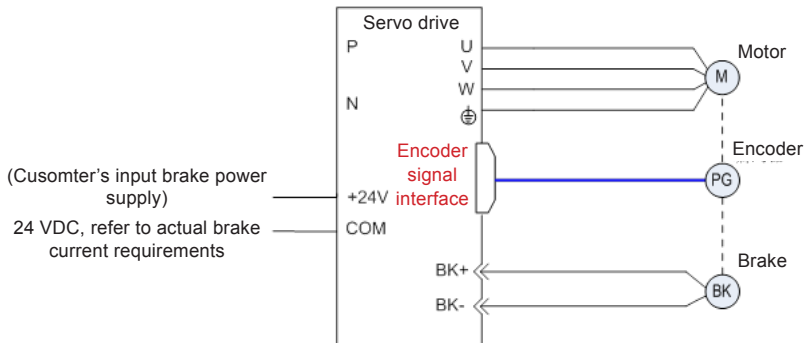 Servo drive
P
N
U
V
W
Motor
M
Encoder
signal
interface
Encoder
PG
(Cusomter's input brake power
supply)
+24V
24 VDC, refer to actual brake
current requirements
COM
BK+
BK-
Brake
BK